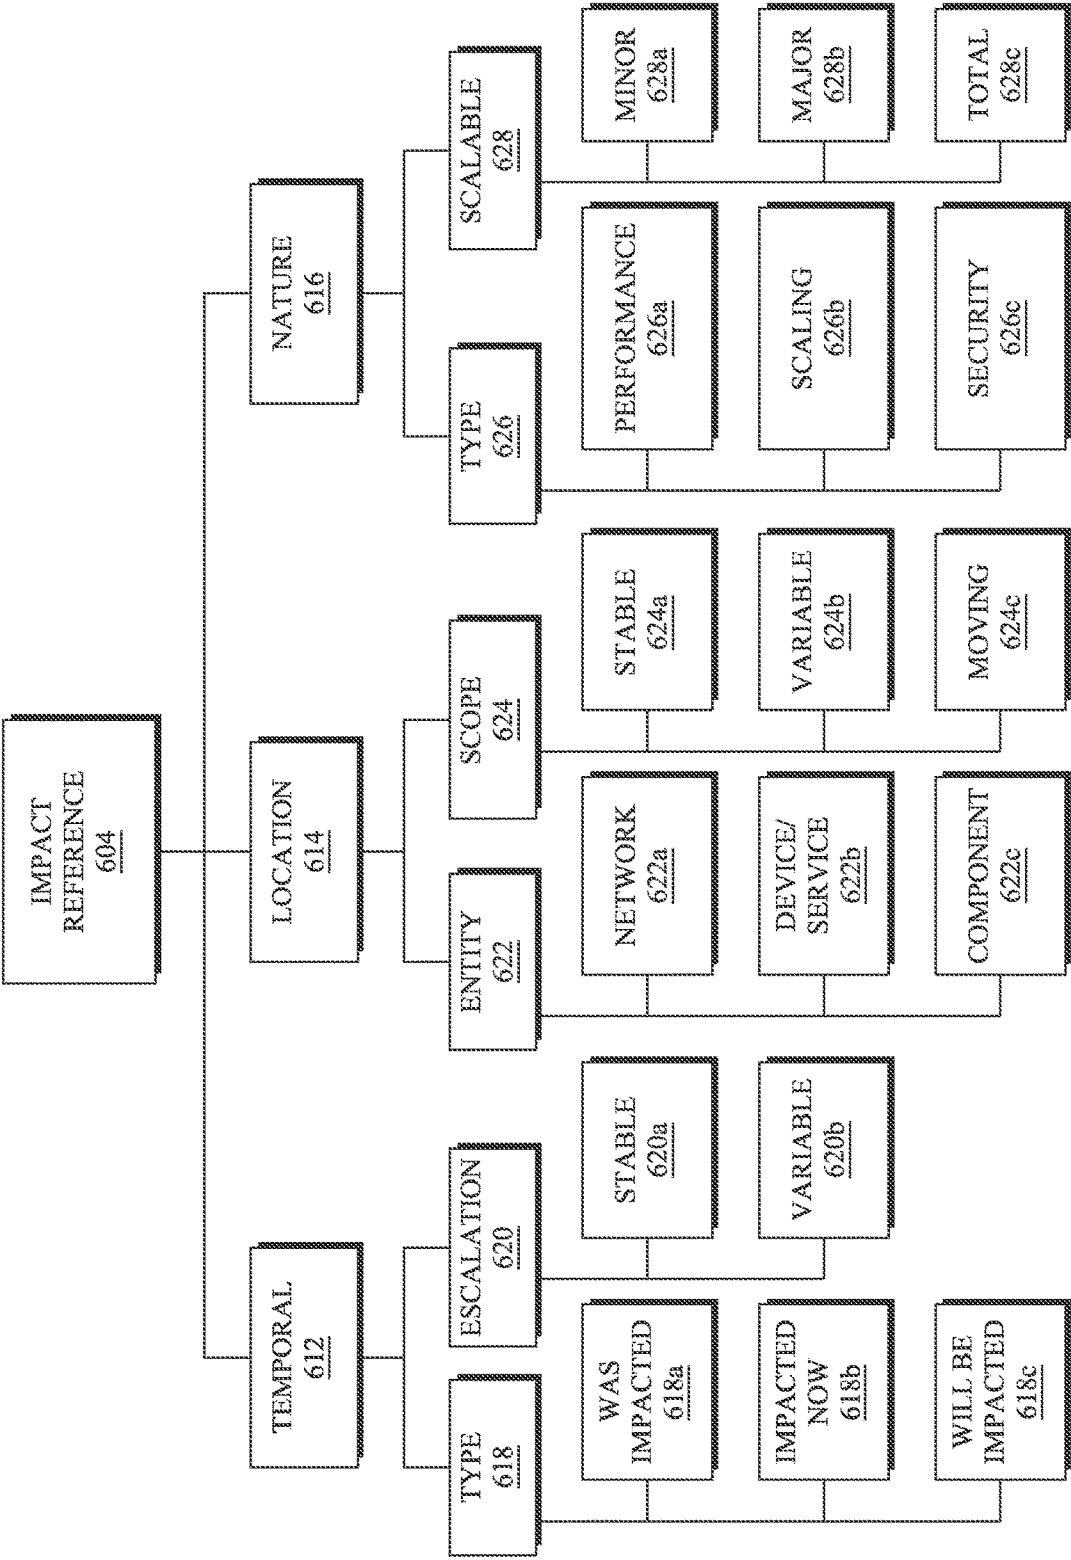 IMPACT
REFERENCE
604
TEMPORAL
612
LOCATION
614
NATURE
616
TYPE
618
ESCALATION
620
ENTITY
622
SCOPE
624
TYPE
626
SCALABLE
628
WAS
IMPACTED
618a
STABLE
620a
NETWORK
622a
STABLE
624a
PERFORMANCE
626a
MINOR
628a
IMPACTED
NOW
618b
VARIABLE
620b
DEVICE/
SERVICE
622b
VARIABLE
624b
SCALING
626b
MAJOR
628b
WILL BE
IMPACTED
618c
COMPONENT
622c
MOVING
624c
SECURITY
626c
TOTAL
628c